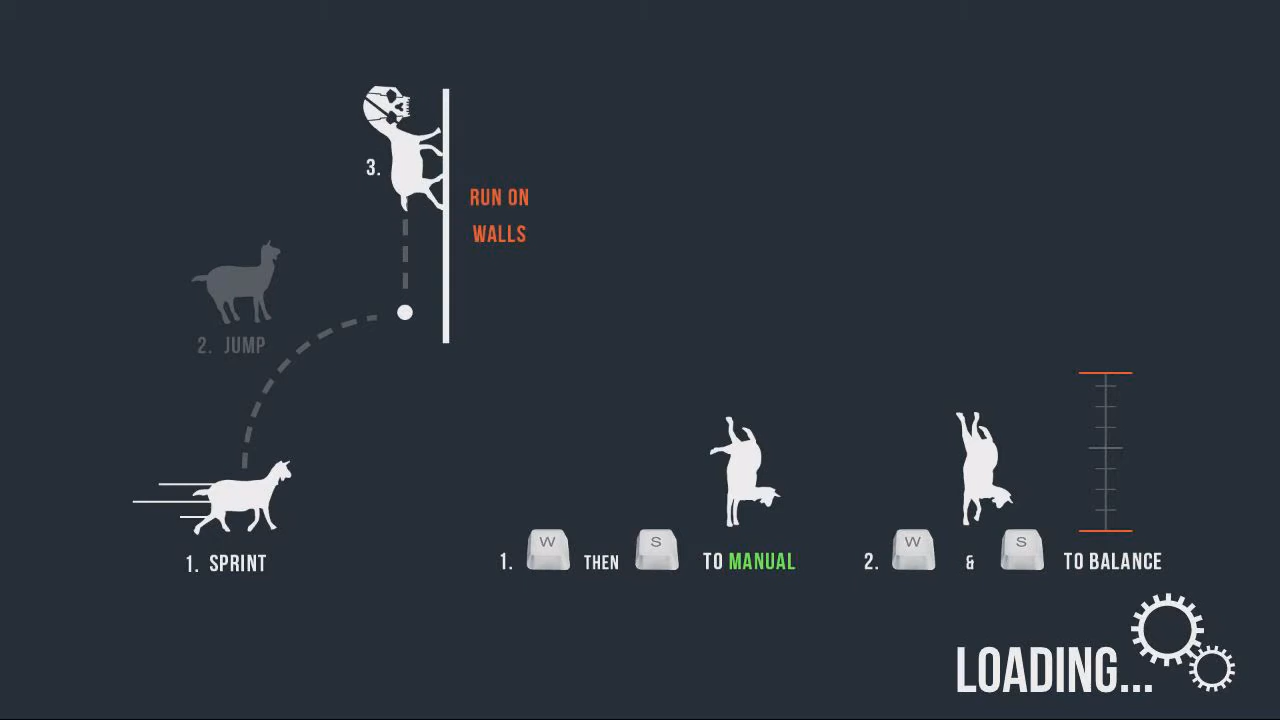 3.
RUN ON
WALLS
2. JUMP
1. SPRINT
1. W THEN S TO MANUAL
2. W & S TO BALANCE
LOADING...